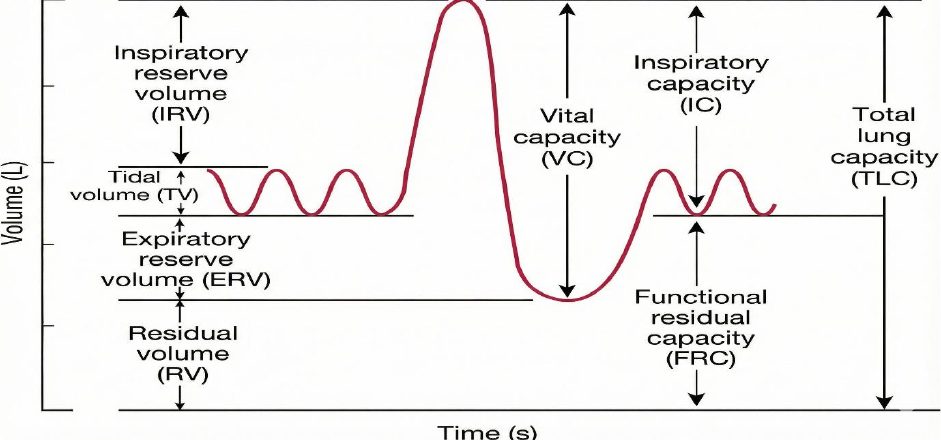 Inspiratory
reserve
volume
(IRV)
Tidal
volume (TV)
Expiratory
reserve
volume (ERV)
Residual
volume
(RV)
Vital
capacity
(VC)
Inspiratory
capacity
(IC)
Functional
residual
capacity
(FRC)
Total
lung
capacity
(TLC)
Volume (L)
Time (s)